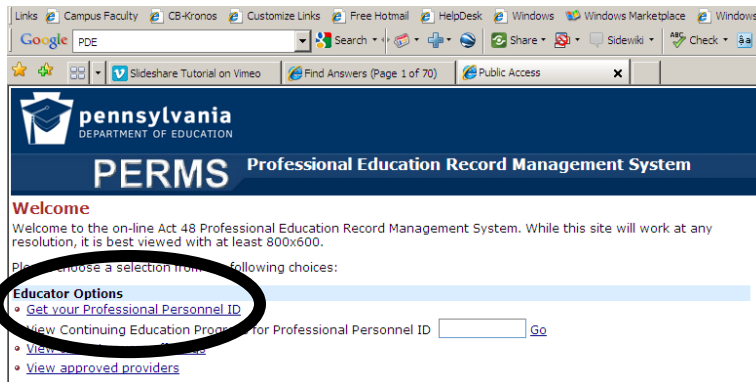 Links Campus Faculty CB-Kronos Customize Links Free Hotmail HelpDesk Windows Windows Marketplace Windows
Google PDE Search Share Sidewiki Check
Slideshare Tutorial on Vimeo Find Answers (Page 1 of 70) Public Access x
pennsylvania
DEPARTMENT OF EDUCATION
PERMS Professional Education Record Management System
Welcome
Welcome to the on-line Act 48 Professional Education Record Management System. While this site will work at any
resolution, it is best viewed with at least 800x600.
choose a selection following choices:
Educator Options
Get your Professional Personnel ID
View Continuing Education for Professional Personnel ID Go
View
View approved providers